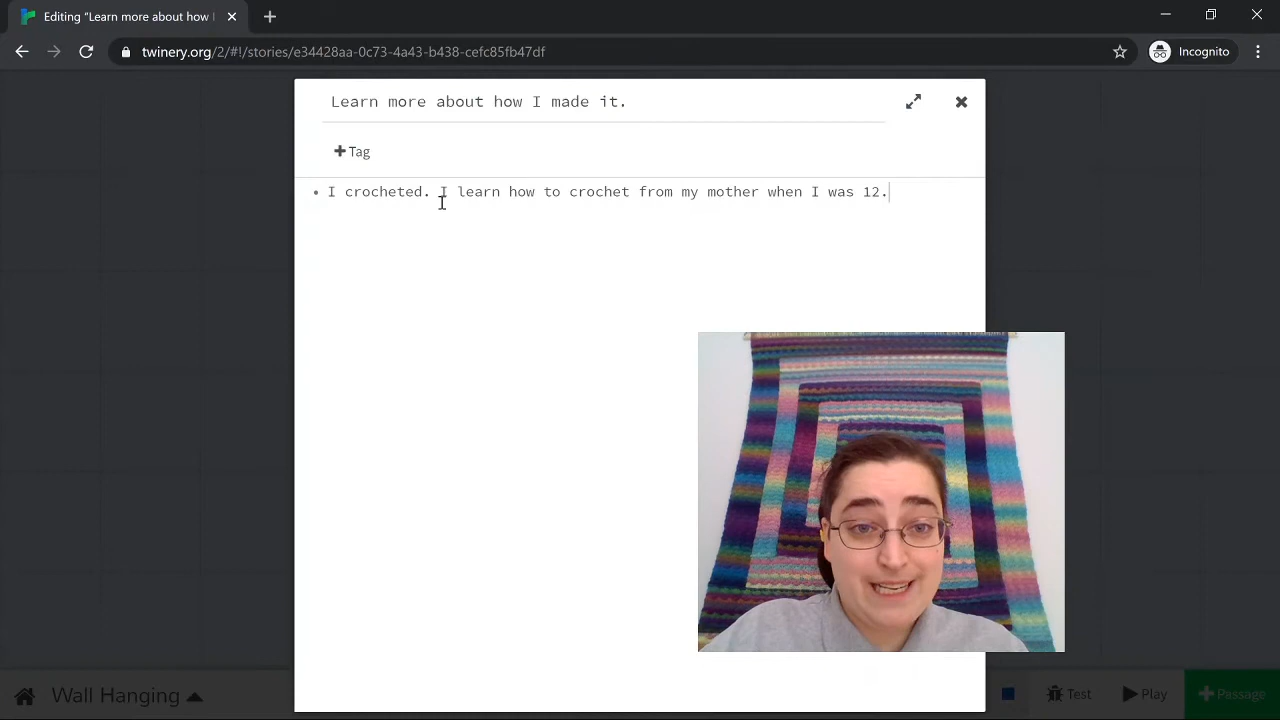 Editing “Learn more about how I
twinery.org/2/#!/stories/e34428aa-0c73-4a43-b438-cefc85fb47df
Incognito
Learn more about how I made it.
+Tag
I crocheted. I learn how to crochet from my mother when I was 12.
Wall Hanging
Test
Play
+Passage